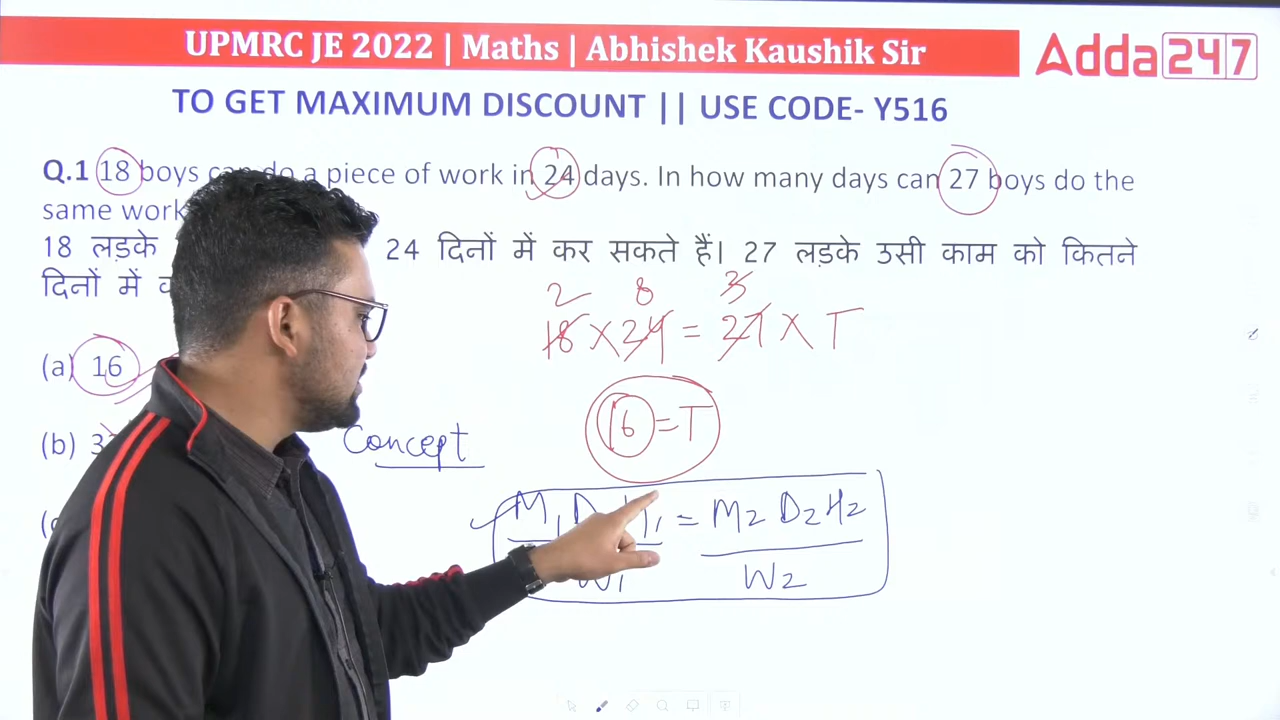 UPMRC JE 2022 | Maths | Abhishek Kaushik Sir
Adda247
TO GET MAXIMUM DISCOUNT || USE CODE- Y516
Q.1 18 boys can do a piece of work in 24 days. In how many days can 27 boys do the
same work
18 लड़के 24 दिनों में कर सकते हैं। 27 लड़के उसी काम को कितने
दिनों में
2 8 3
18 × 24 = 27 × T
(a) 16
16 = T
(b)
Concept
M1 D H1 = M2 D2 H2
W1 W2